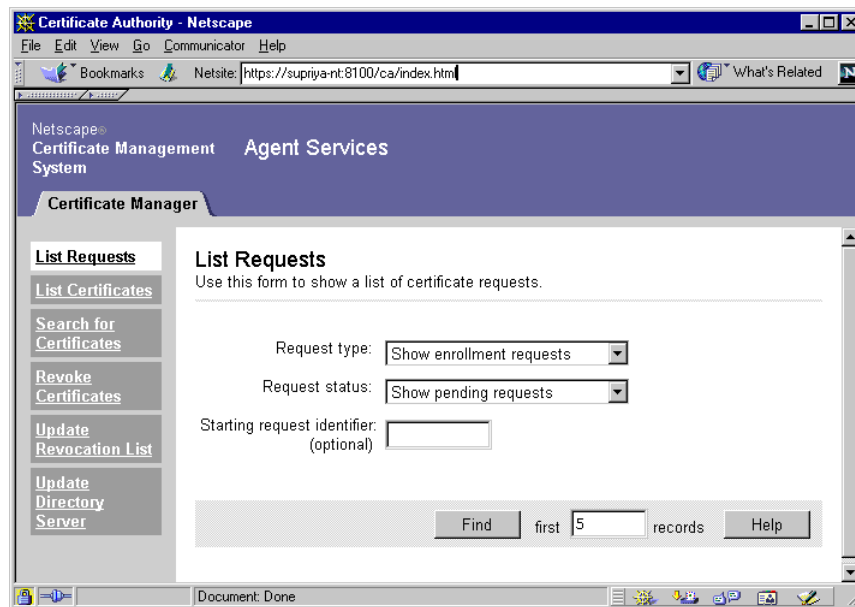 Certificate Authority - Netscape
File Edit View Go Communicator Help
Bookmarks Netsite: https://supriya-nt:8100/ca/index.html What's Related N
Netscape®
Certificate Management
System
Agent Services
Certificate Manager
List Requests
List Certificates
Search for
Certificates
Revoke
Certificates
Update
Revocation List
Update
Directory
Server
List Requests
Use this form to show a list of certificate requests.
Request type: Show enrollment requests
Request status: Show pending requests
Starting request identifier:
(optional)
Find first 5 records Help
Document: Done